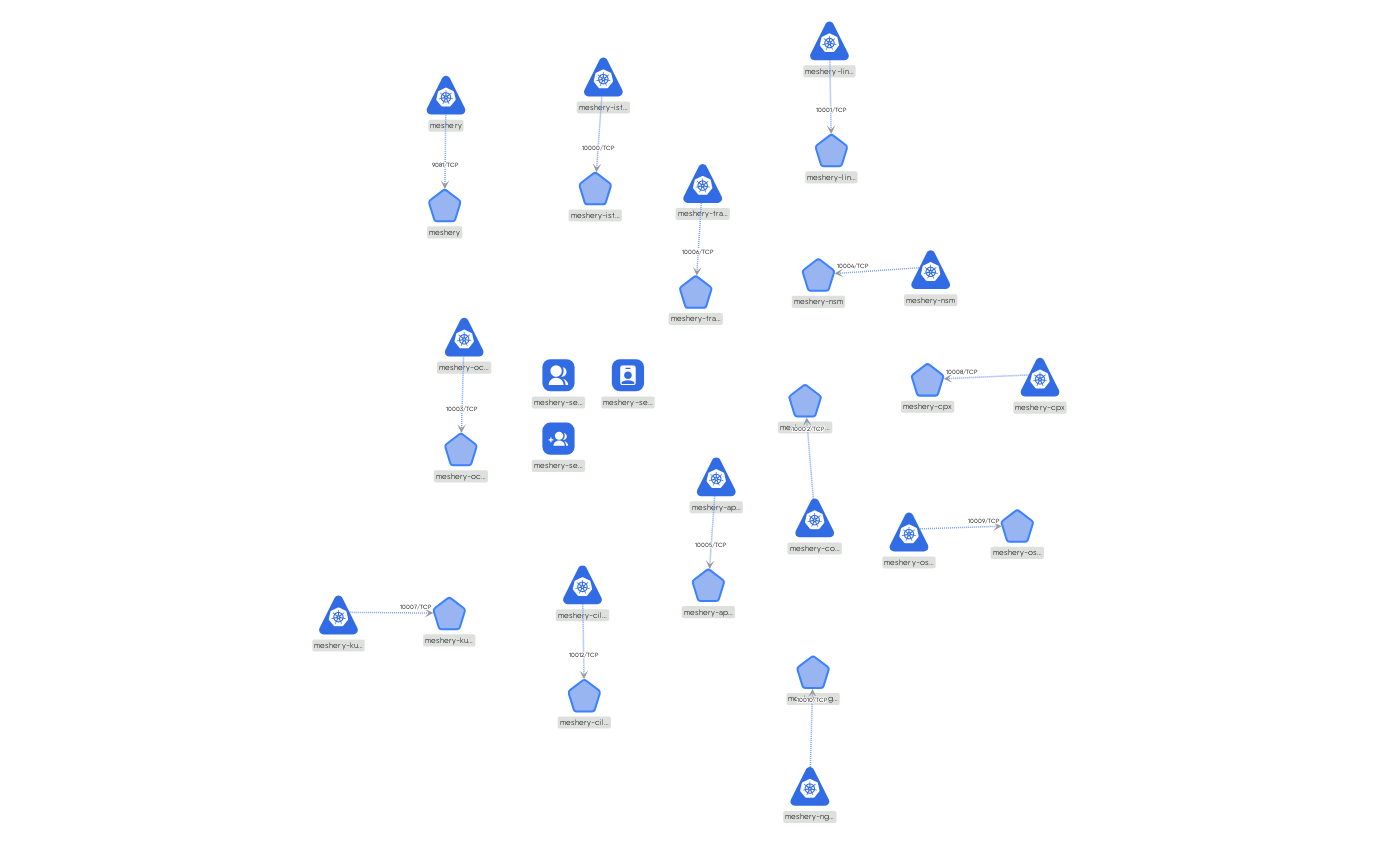 meshery-lin...
10001/TCP
meshery-lin...
meshery
9081/TCP
meshery
meshery-ist...
10000/TCP
meshery-ist...
meshery-tra...
10006/TCP
meshery-tra...
10004/TCP
meshery-nsm
meshery-nsm
meshery-oc...
10003/TCP
meshery-oc...
meshery-se...
meshery-se...
meshery-se...
10008/TCP
meshery-cpx
meshery-cpx
10002/TCP
meshery-co...
meshery-ap...
10005/TCP
meshery-ap...
10009/TCP
meshery-os...
meshery-os...
10007/TCP
meshery-ku...
meshery-ku...
meshery-cil...
10012/TCP
meshery-cil...
10010/TCP
meshery-ng...